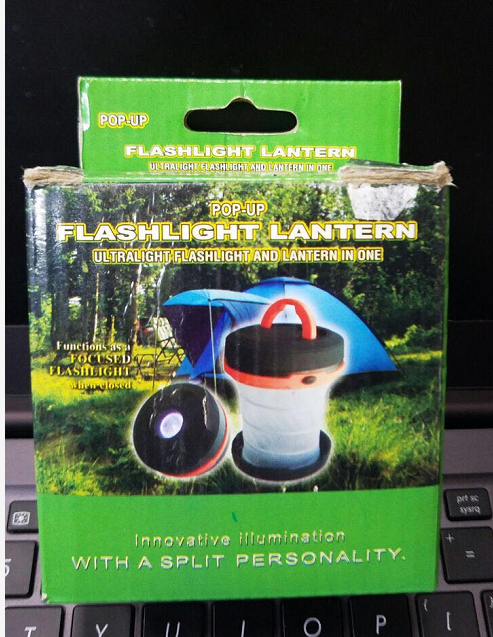 POP-UP
FLASHLIGHT LANTERN
ULTRALIGHT FLASHLIGHT AND LANTERN IN ONE
POP-UP
FLASHLIGHT LANTERN
ULTRALIGHT FLASHLIGHT AND LANTERN IN ONE
Functions as a
FOCUSED
FLASHLIGHT
when closed
Innovative illumination
WITH A SPLIT PERSONALITY.
prt sc
sysrq
+
=
5
T
Y
U
I
O
P
{